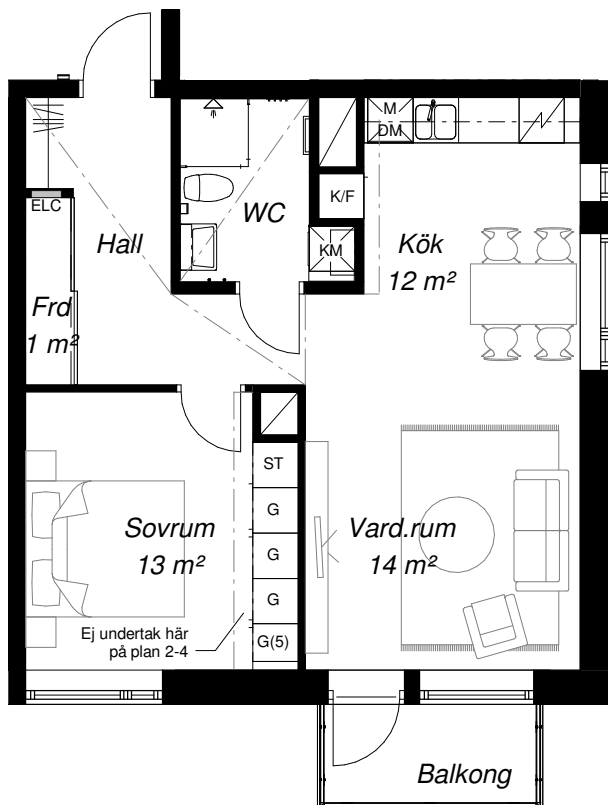 M
DM
ELC
WC
K/F
Hall
KM
Kök
12 m²
Frd
1 m²
ST
G
Sovrum
13 m²
Vard.rum
14 m²
G
G
Ej undertak här
på plan 2-4
G(5)
Balkong